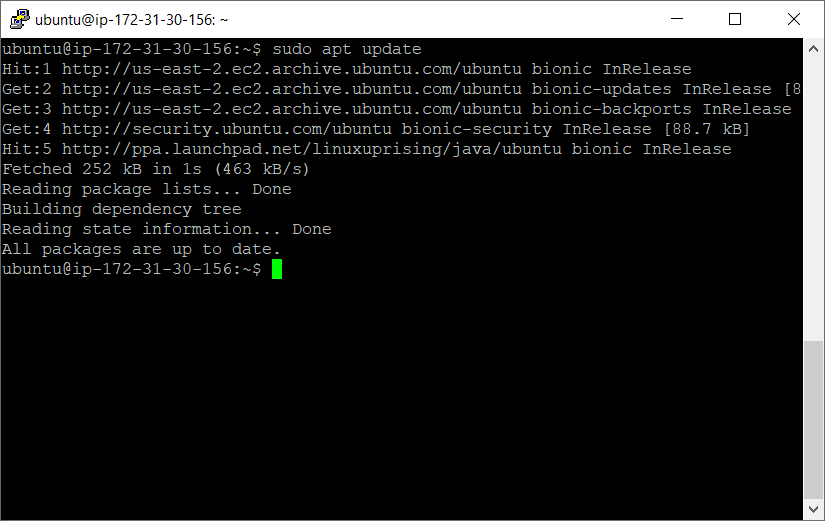 ubuntu@ip-172-31-30-156: ~
ubuntu@ip-172-31-30-156:~$ sudo apt update
Hit:1 http://us-east-2.ec2.archive.ubuntu.com/ubuntu bionic InRelease
Get:2 http://us-east-2.ec2.archive.ubuntu.com/ubuntu bionic-updates InRelease [8
Get:3 http://us-east-2.ec2.archive.ubuntu.com/ubuntu bionic-backports InRelease
Get:4 http://security.ubuntu.com/ubuntu bionic-security InRelease [88.7 kB]
Hit:5 http://ppa.launchpad.net/linuxuprising/java/ubuntu bionic InRelease
Fetched 252 kB in 1s (463 kB/s)
Reading package lists... Done
Building dependency tree
Reading state information... Done
All packages are up to date.
ubuntu@ip-172-31-30-156:~$